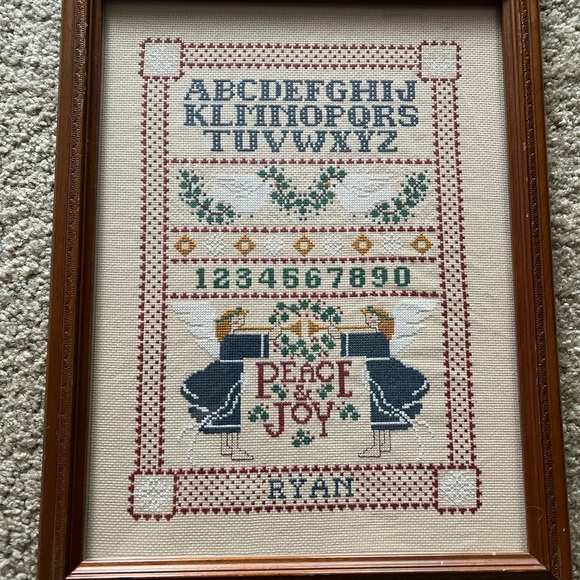 ABCDEFGHIJ
KLMNOPQRS
TUVWXYZ
1234567890
PEACE
&
JOY
RYAN